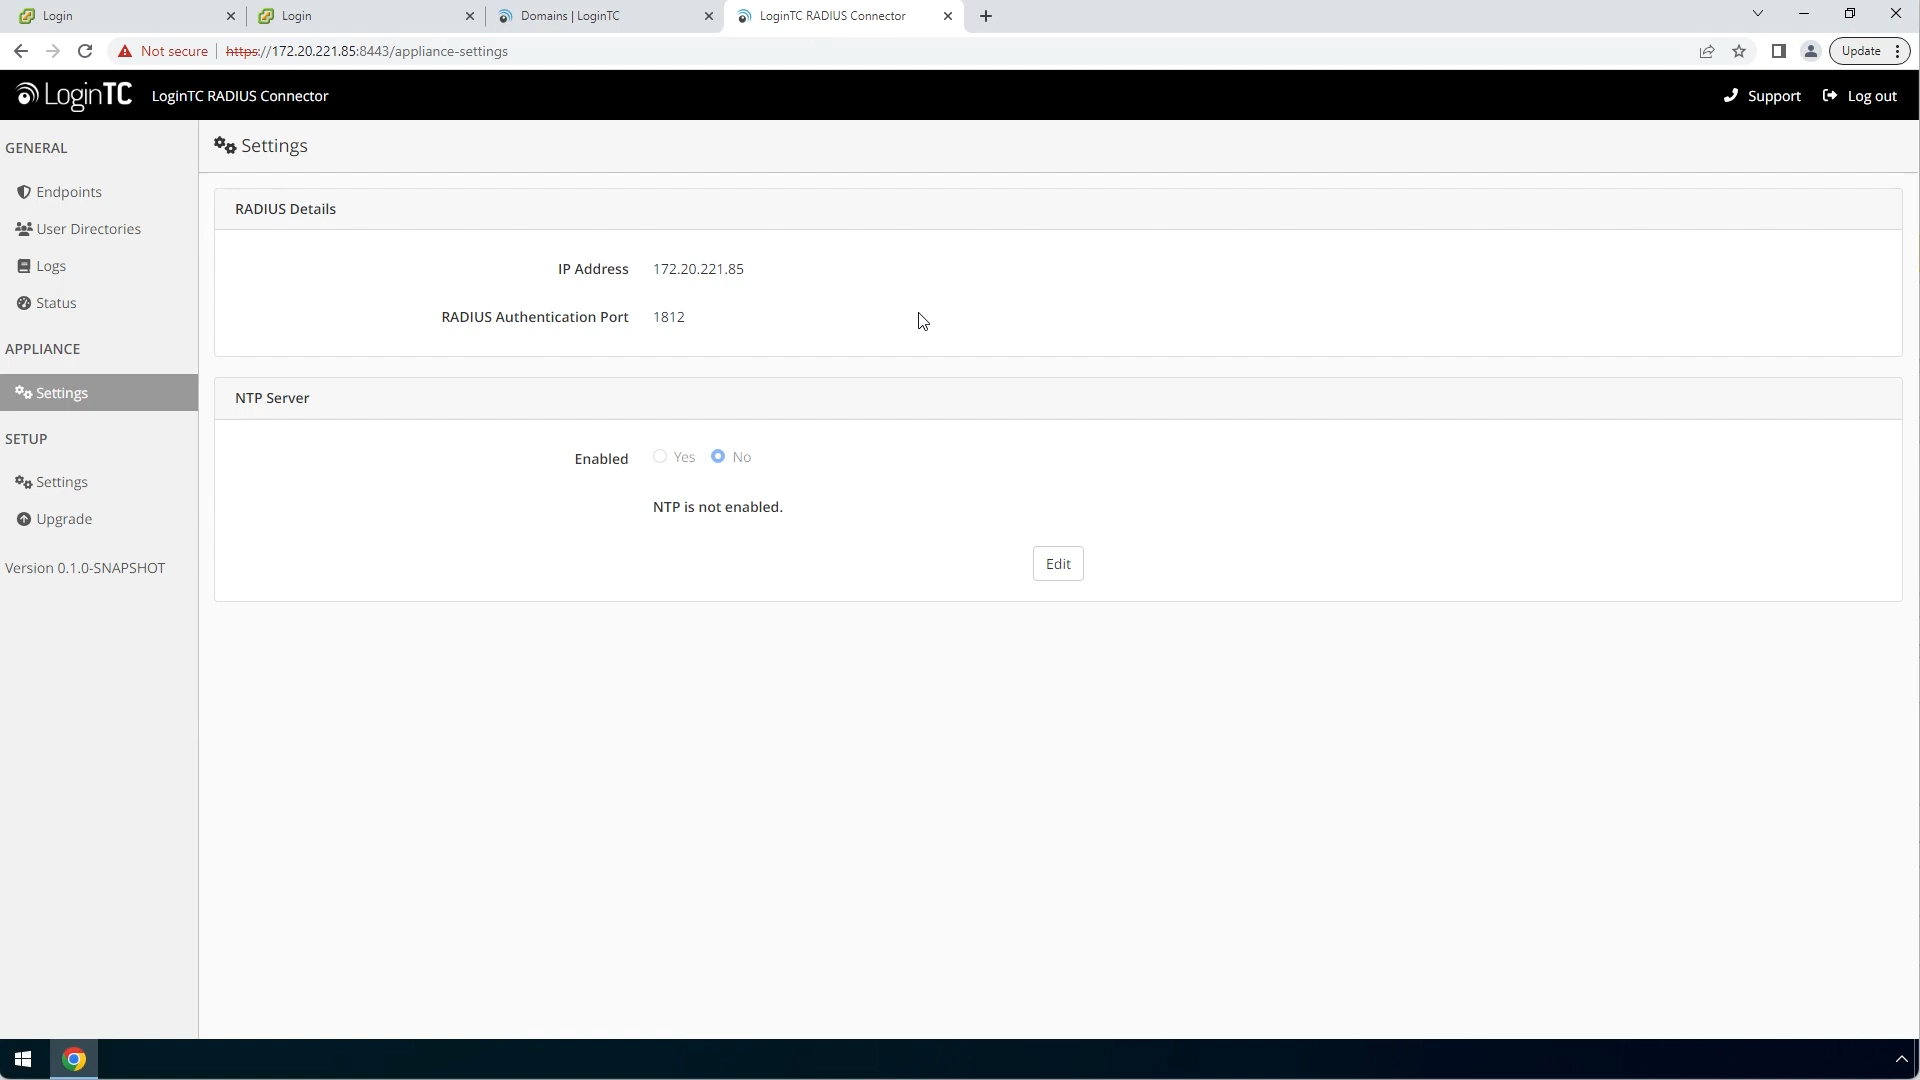 Login
Login
Domains | LoginTC
LoginTC RADIUS Connector
Not secure
https://172.20.221.85:8443/appliance-settings
Update
LoginTC
LoginTC RADIUS Connector
Support
Log out
GENERAL
Endpoints
User Directories
Logs
Status
APPLIANCE
Settings
SETUP
Settings
Upgrade
Version 0.1.0-SNAPSHOT
Settings
RADIUS Details
IP Address 172.20.221.85
RADIUS Authentication Port 1812
NTP Server
Enabled Yes No
NTP is not enabled.
Edit